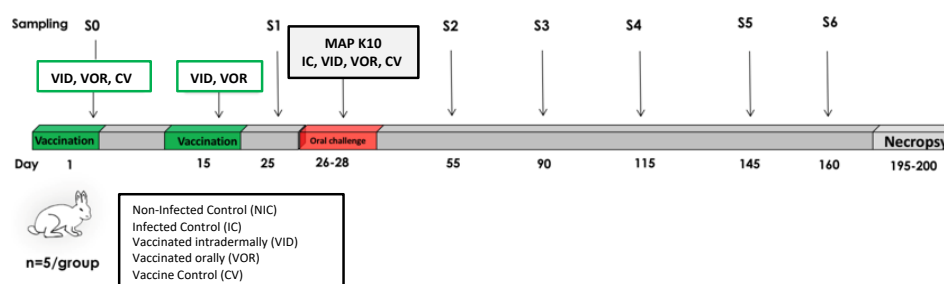 Sampling S0 S1 S2 S3 S4 S5 S6
MAP K10
IC, VID, VOR, CV
VID, VOR, CV
VID, VOR
Vaccination Vaccination Oral challenge Necropsy
Day 1 15 25 26-28 55 90 115 145 160 195-200
Non-Infected Control (NIC)
Infected Control (IC)
Vaccinated intradermally (VID)
Vaccinated orally (VOR)
Vaccine Control (CV)
n=5/group